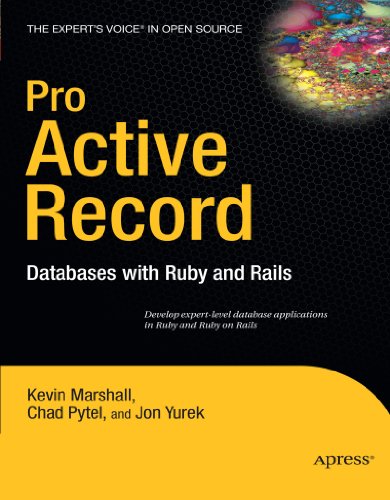 THE EXPERT'S VOICE® IN OPEN SOURCE
Pro
Active
Record
Databases with Ruby and Rails
Develop expert-level database applications
in Ruby and Ruby on Rails
Kevin Marshall,
Chad Pytel, and Jon Yurek
Apress®